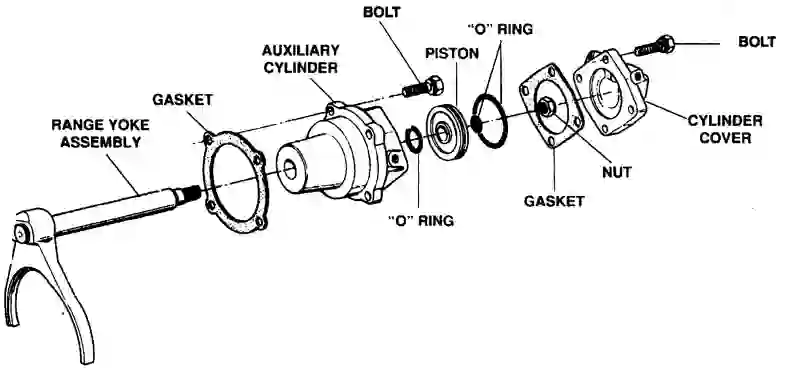 BOLT
"O" RING
BOLT
AUXILIARY
CYLINDER
PISTON
GASKET
RANGE YOKE
ASSEMBLY
CYLINDER
COVER
NUT
GASKET
"O" RING